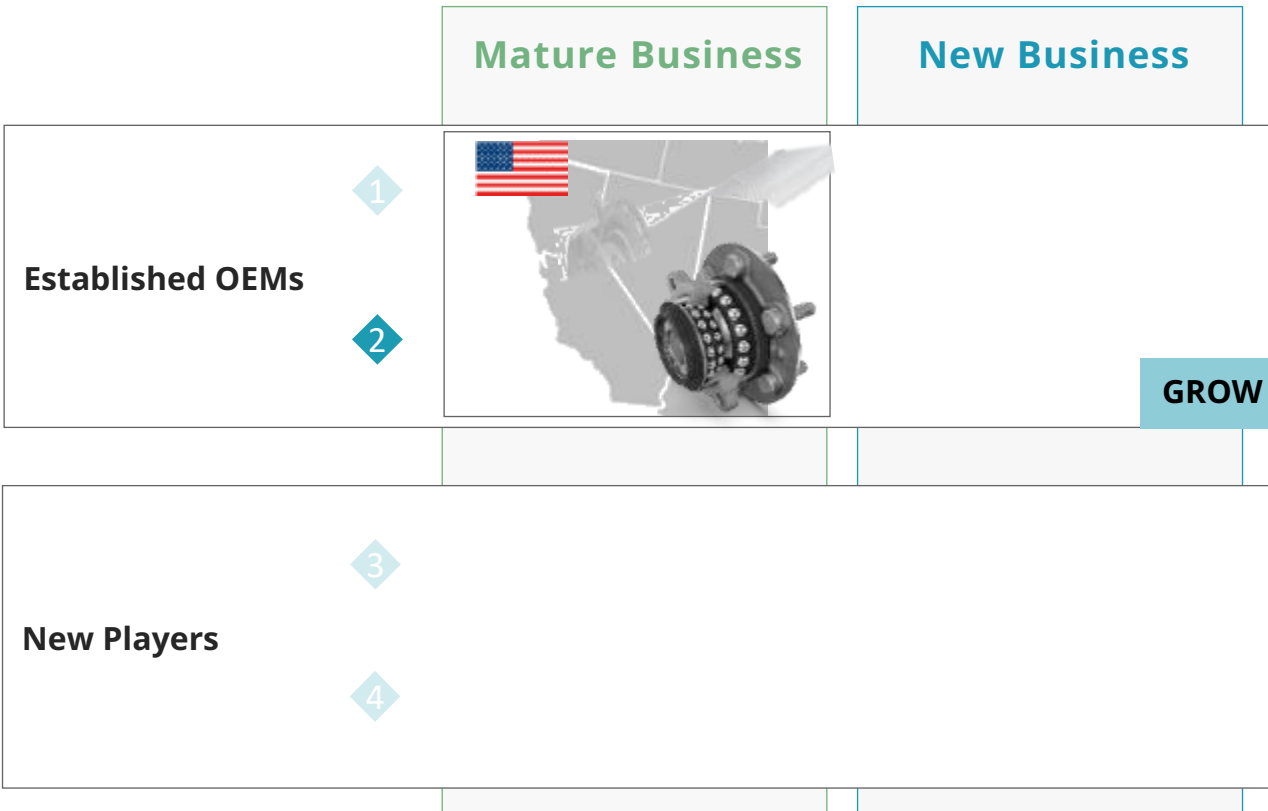 Mature Business
New Business
1
Established OEMs
2
GROW
3
New Players
4